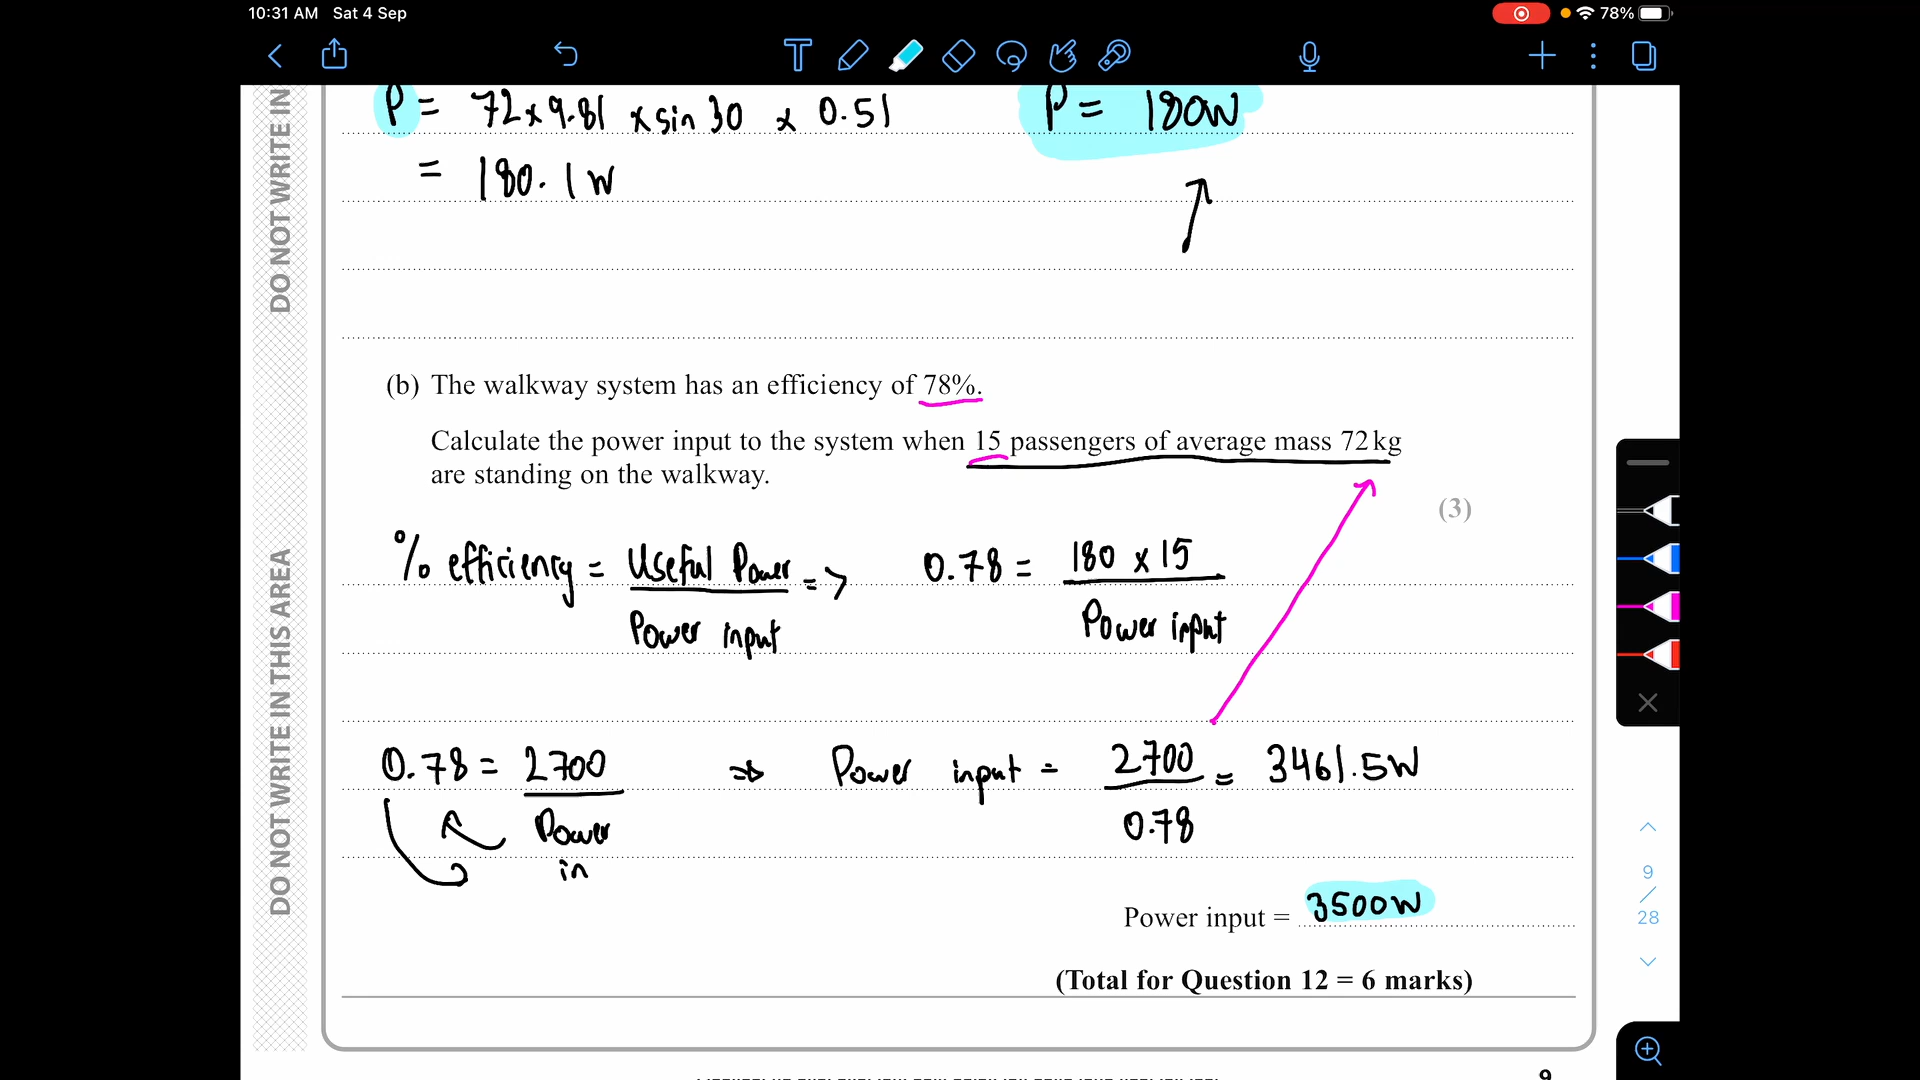 10:31 AM Sat 4 Sep
78%
P = 72×9.81 × sin 30 × 0.51
P = 180W
= 180.1 W
DO NOT WRITE IN
(b) The walkway system has an efficiency of 78%.
Calculate the power input to the system when 15 passengers of average mass 72 kg
are standing on the walkway.
(3)
% efficiency = Useful Power / Power input => 0.78 = 180 × 15 / Power input
DO NOT WRITE IN THIS AREA
0.78 = 2700 / Power in ⇒ Power input = 2700 / 0.78 = 3461.5W
Power input = 3500W
(Total for Question 12 = 6 marks)
9
/
28